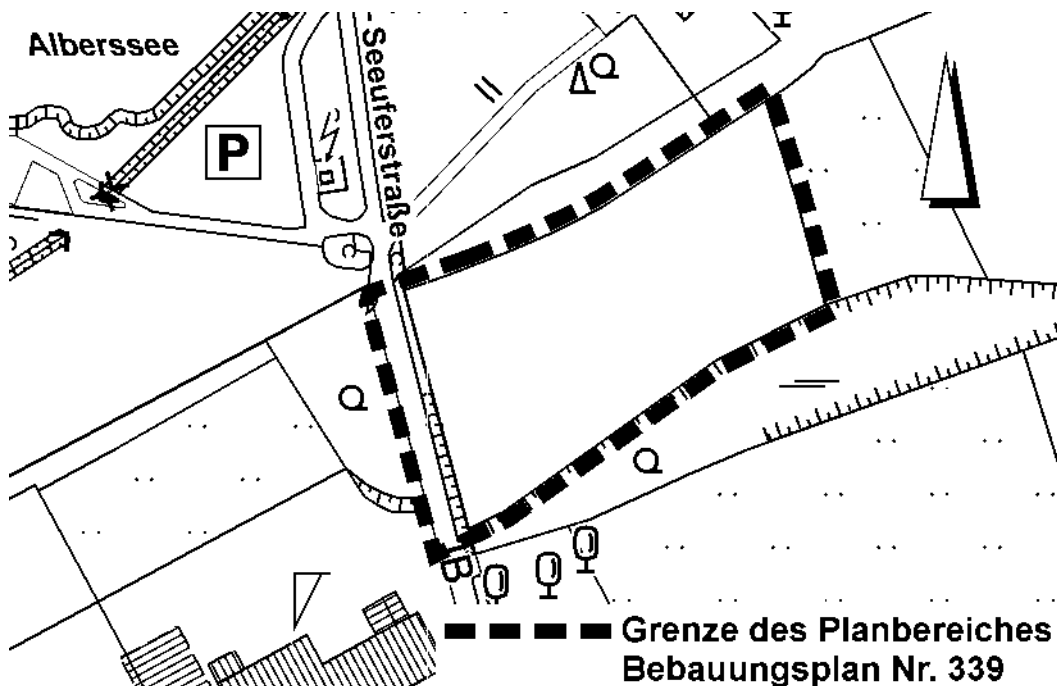 Alberssee
P
Seeuferstraße
Grenze des Planbereiches
Bebauungsplan Nr. 339